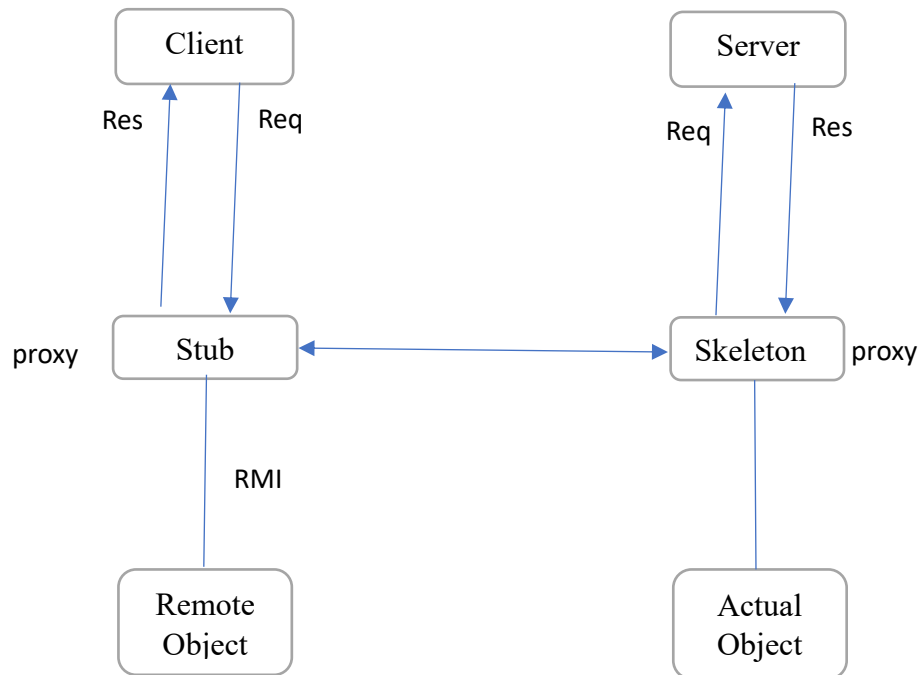 Client
Server
Res
Req
Req
Res
proxy
Stub
Skeleton
proxy
RMI
Remote
Object
Actual
Object